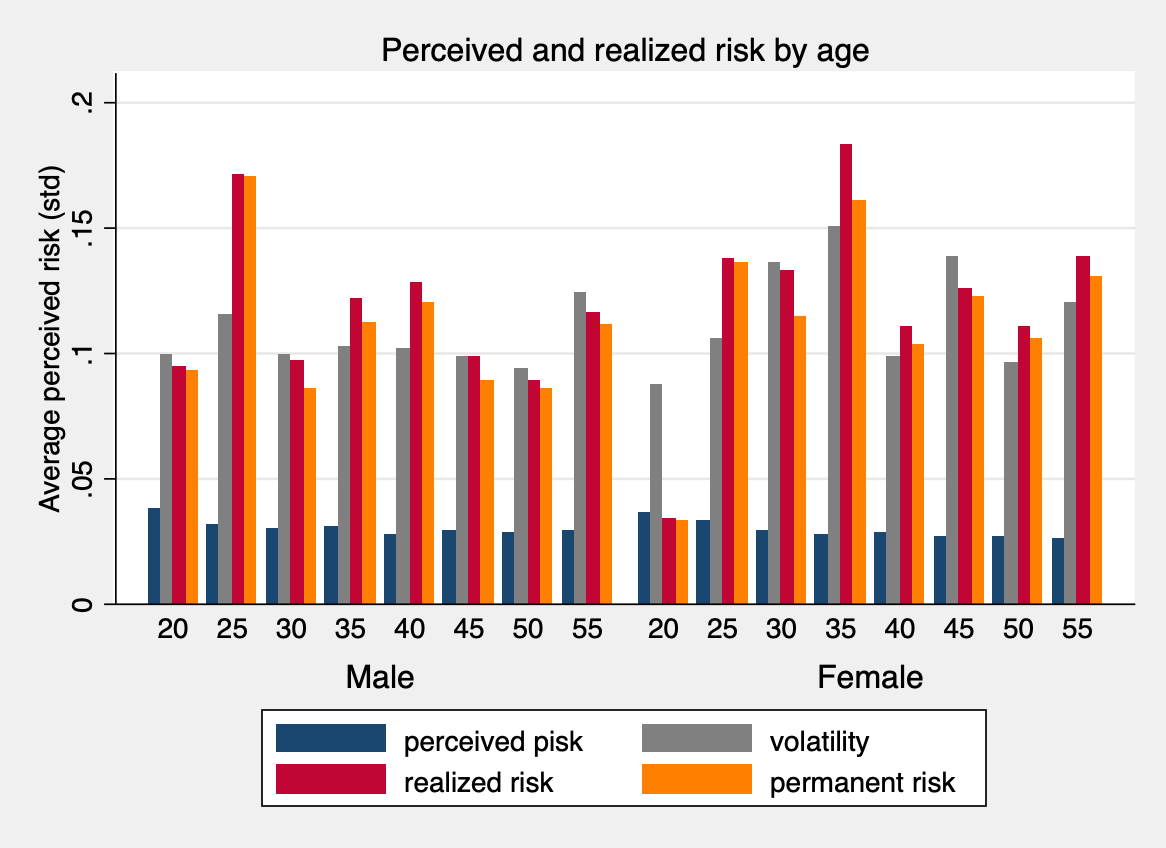 Perceived and realized risk by age
Average perceived risk (std)
.2
.15
.1
.05
0
20 25 30 35 40 45 50 55 20 25 30 35 40 45 50 55
Male Female
perceived pisk volatility
realized risk permanent risk